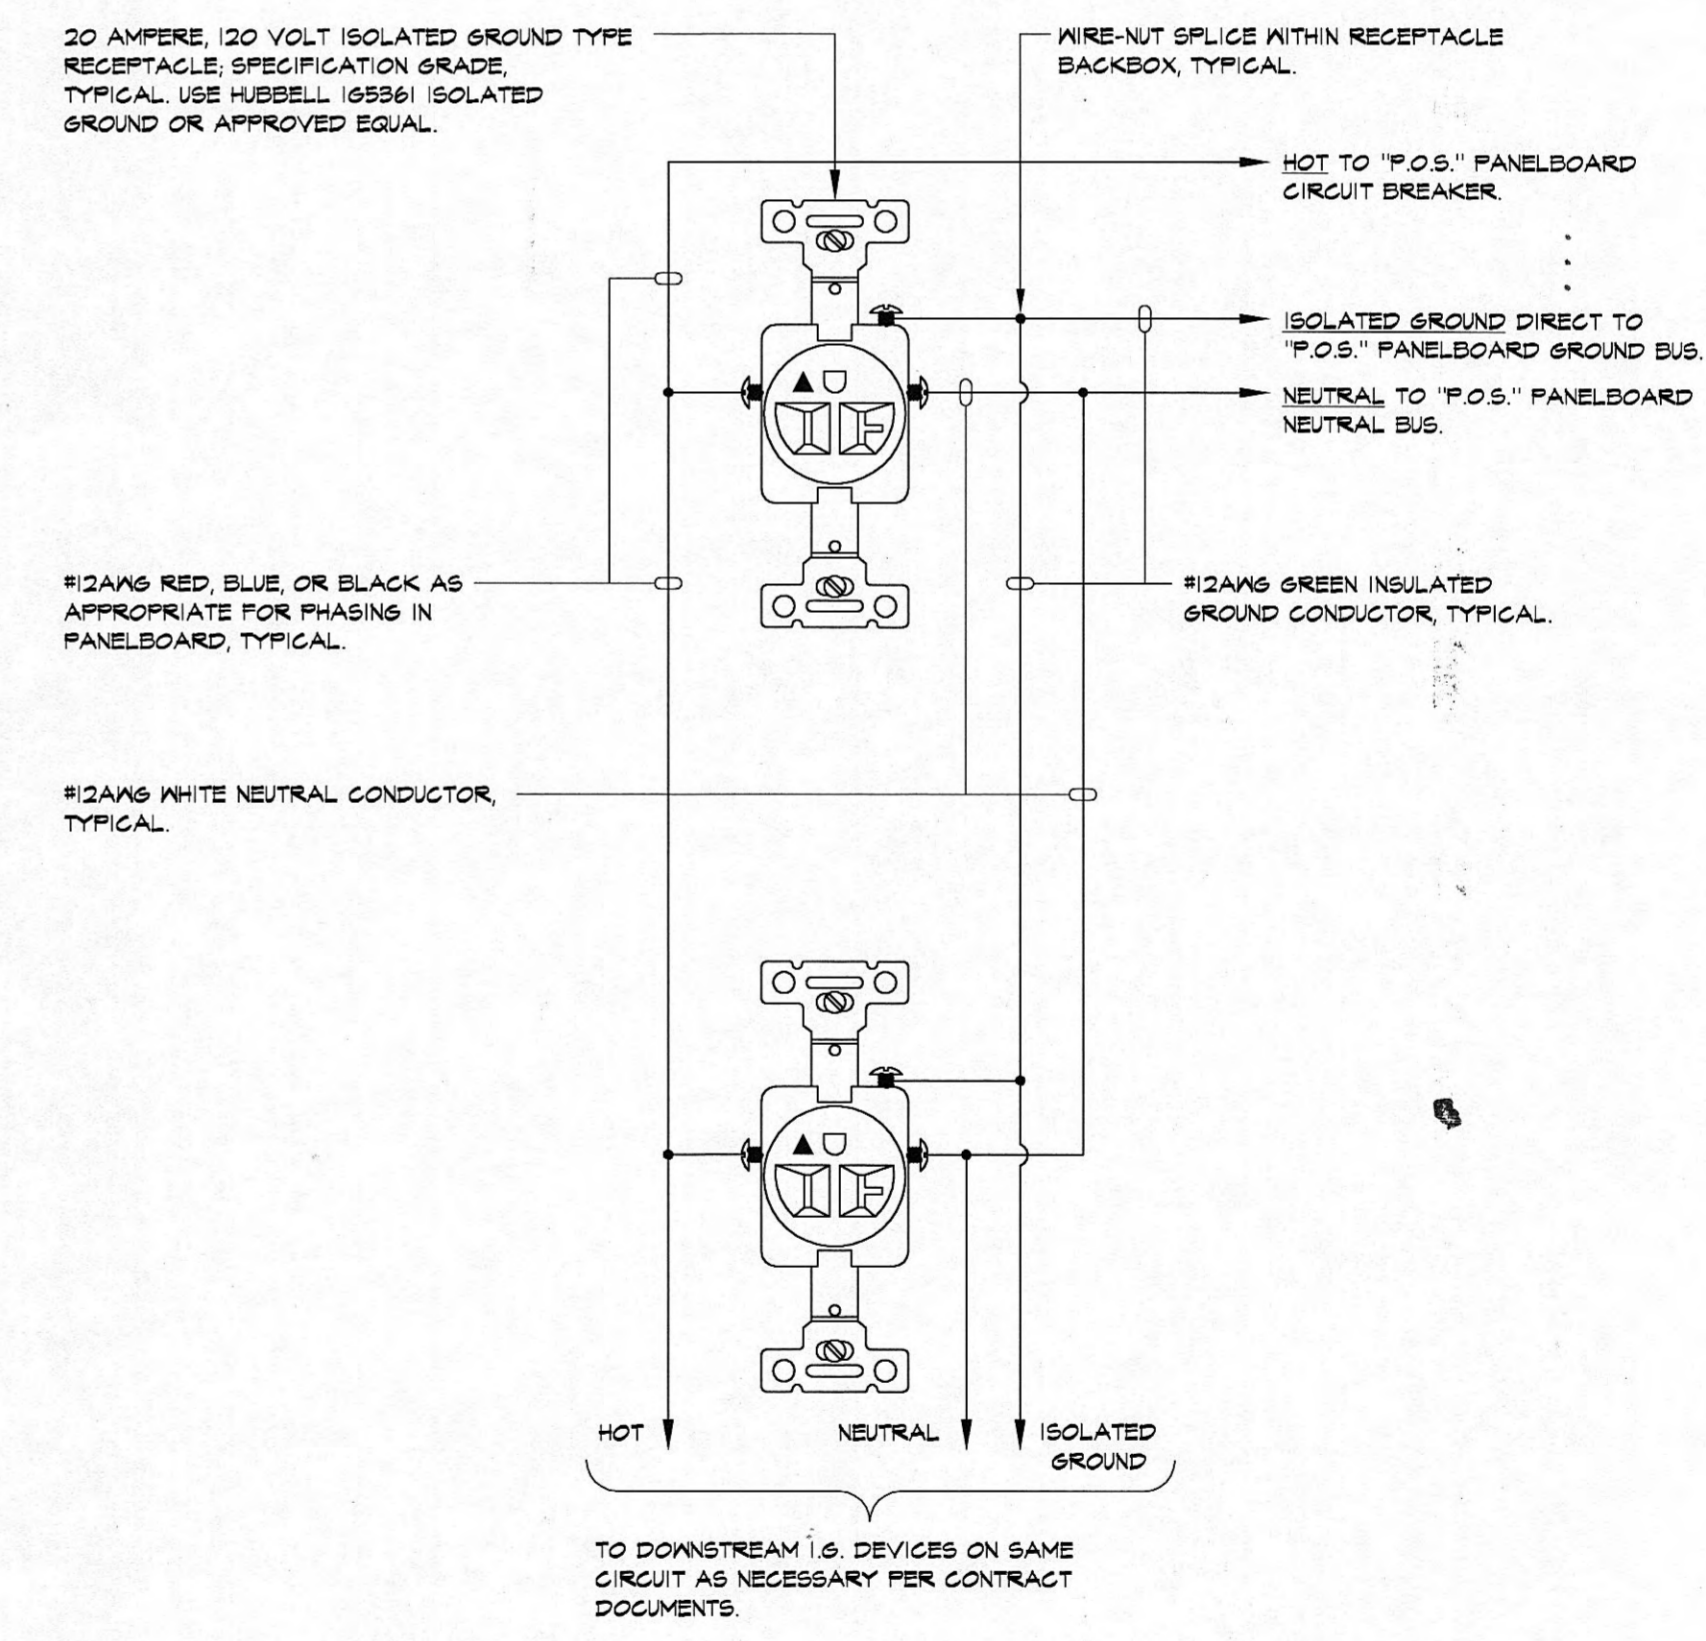 20 AMPERE, 120 VOLT ISOLATED GROUND TYPE
RECEPTACLE; SPECIFICATION GRADE,
TYPICAL. USE HUBBELL IG5361 ISOLATED
GROUND OR APPROVED EQUAL.
WIRE-NUT SPLICE WITHIN RECEPTACLE
BACKBOX, TYPICAL.
HOT TO "P.O.S." PANELBOARD
CIRCUIT BREAKER.
ISOLATED GROUND DIRECT TO
"P.O.S." PANELBOARD GROUND BUS.
NEUTRAL TO "P.O.S." PANELBOARD
NEUTRAL BUS.
#12AWG RED, BLUE, OR BLACK AS
APPROPRIATE FOR PHASING IN
PANELBOARD, TYPICAL.
#12AWG GREEN INSULATED
GROUND CONDUCTOR, TYPICAL.
#12AWG WHITE NEUTRAL CONDUCTOR,
TYPICAL.
HOT
NEUTRAL
ISOLATED
GROUND
TO DOWNSTREAM I.G. DEVICES ON SAME
CIRCUIT AS NECESSARY PER CONTRACT
DOCUMENTS.